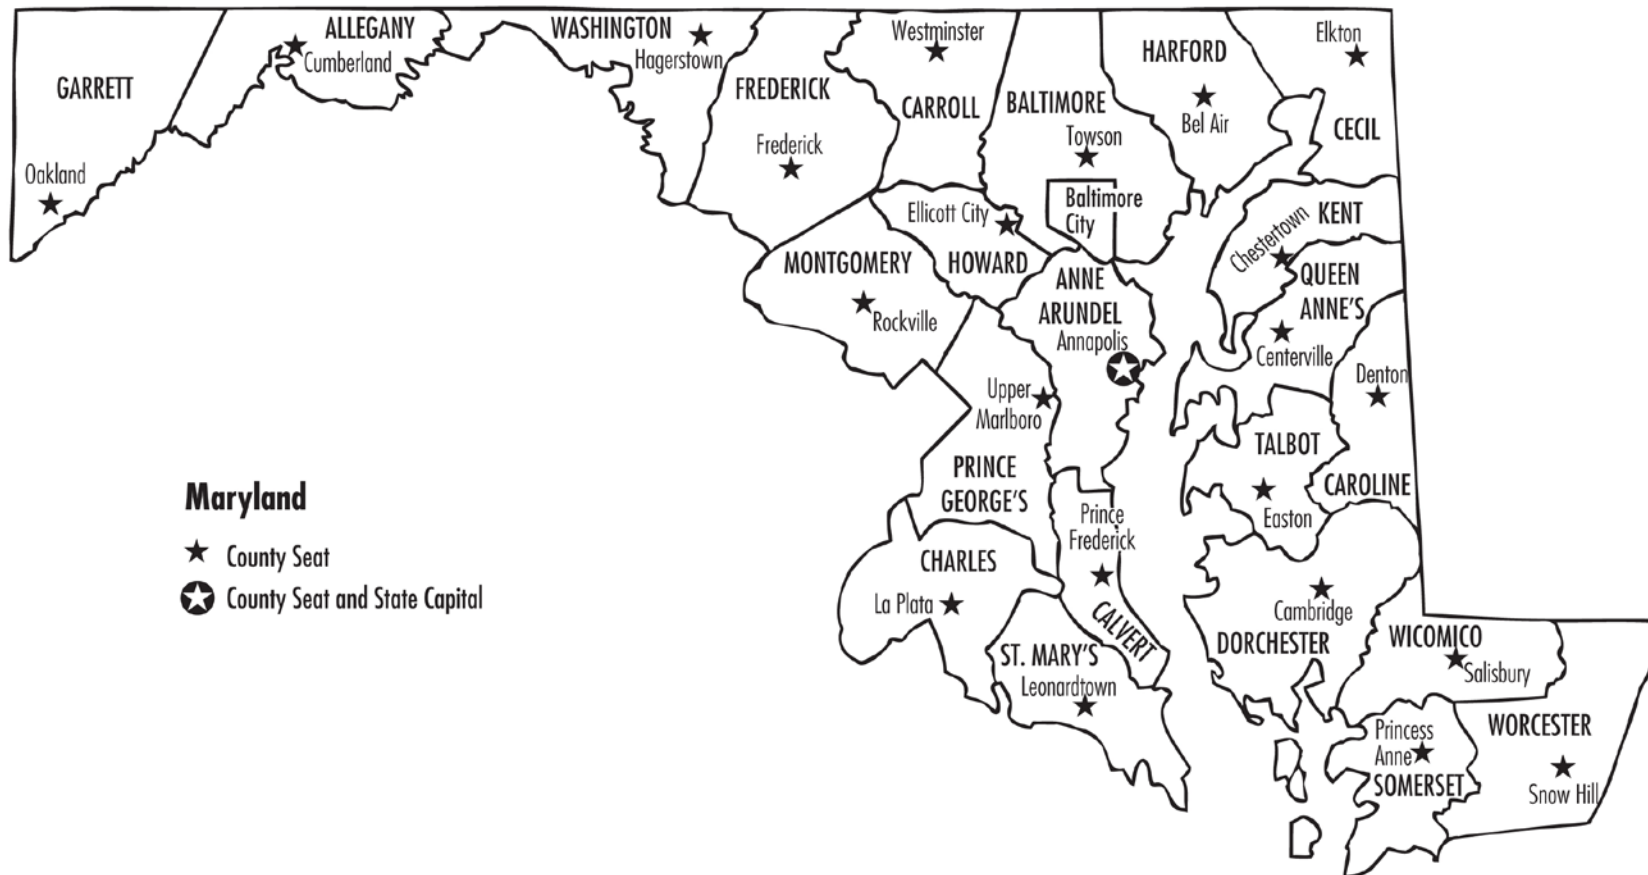 GARRETT
Oakland
ALLEGANY
Cumberland
WASHINGTON
Hagerstown
FREDERICK
Frederick
Westminster
CARROLL
BALTIMORE
Towson
Baltimore
City
HARFORD
Bel Air
Elkton
CECIL
KENT
Chestertown
QUEEN
ANNE'S
Centerville
Ellicott City
HOWARD
MONTGOMERY
Rockville
ANNE
ARUNDEL
Annapolis
Denton
CAROLINE
Upper
Marlboro
PRINCE
GEORGE'S
TALBOT
Easton
Prince
Frederick
CALVERT
CHARLES
La Plata
ST. MARY'S
Leonardtown
Cambridge
DORCHESTER
WICOMICO
Salisbury
Princess
Anne
SOMERSET
WORCESTER
Snow Hill
Maryland
County Seat
County Seat and State Capital